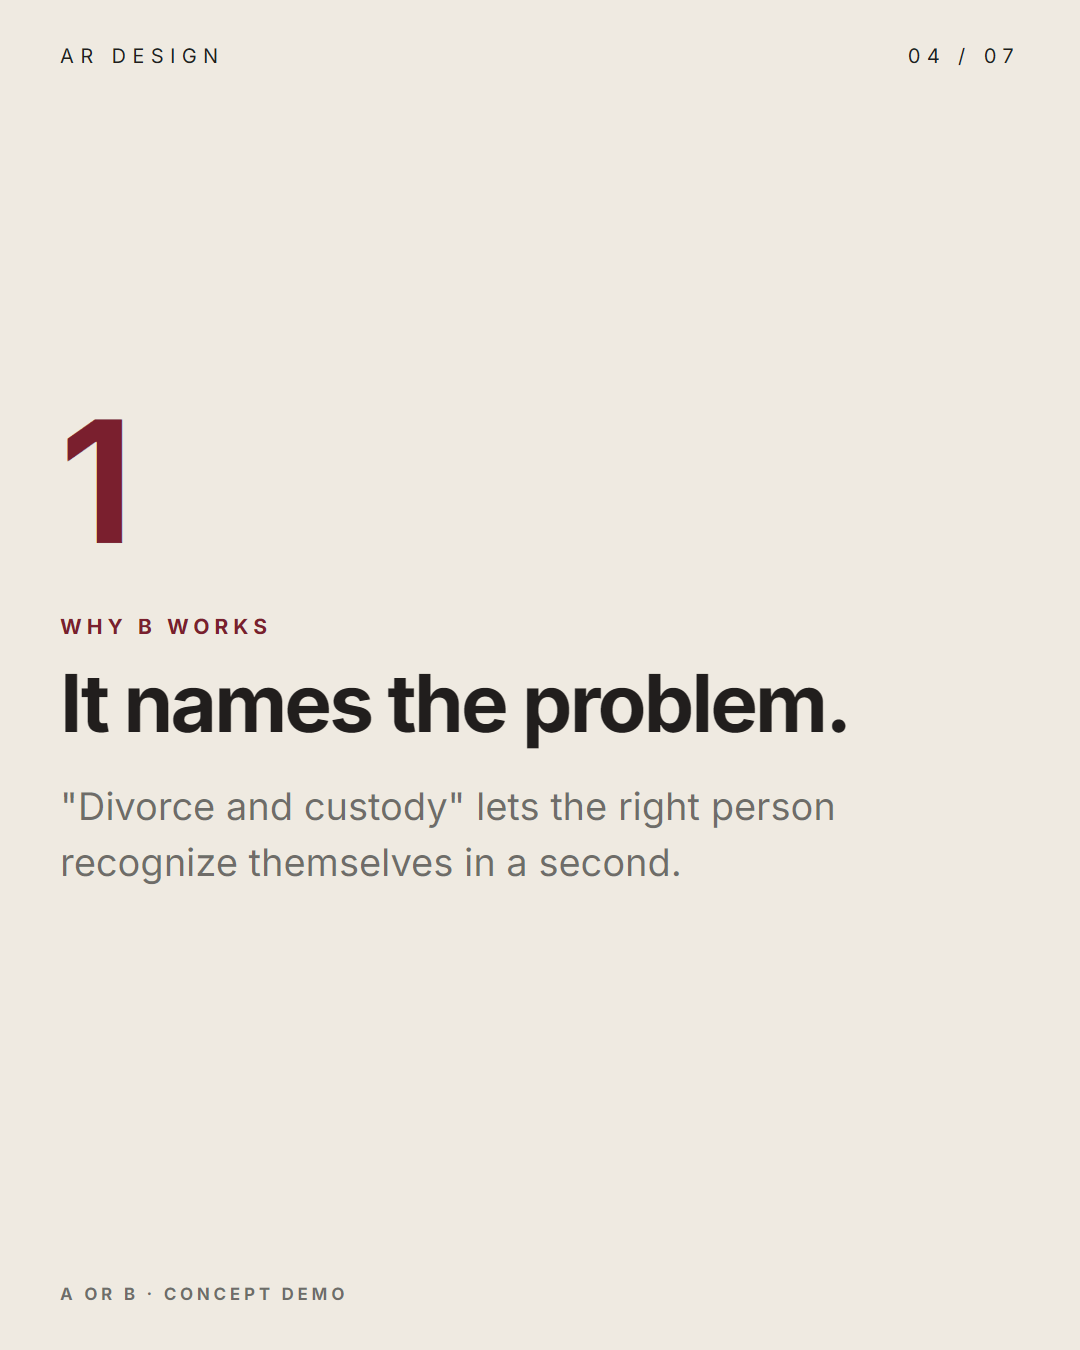 AR DESIGN
04 / 07
1
WHY B WORKS
It names the problem.
"Divorce and custody" lets the right person
recognize themselves in a second.
A OR B · CONCEPT DEMO